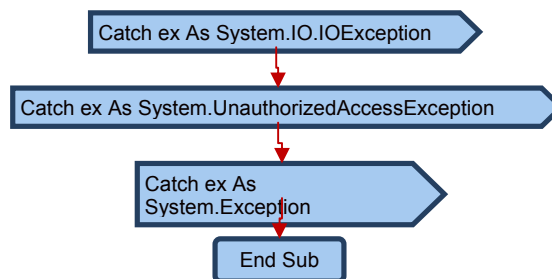 Catch ex As System.IO.IOException
Catch ex As System.UnauthorizedAccessException
Catch ex As
System.Exception
End Sub